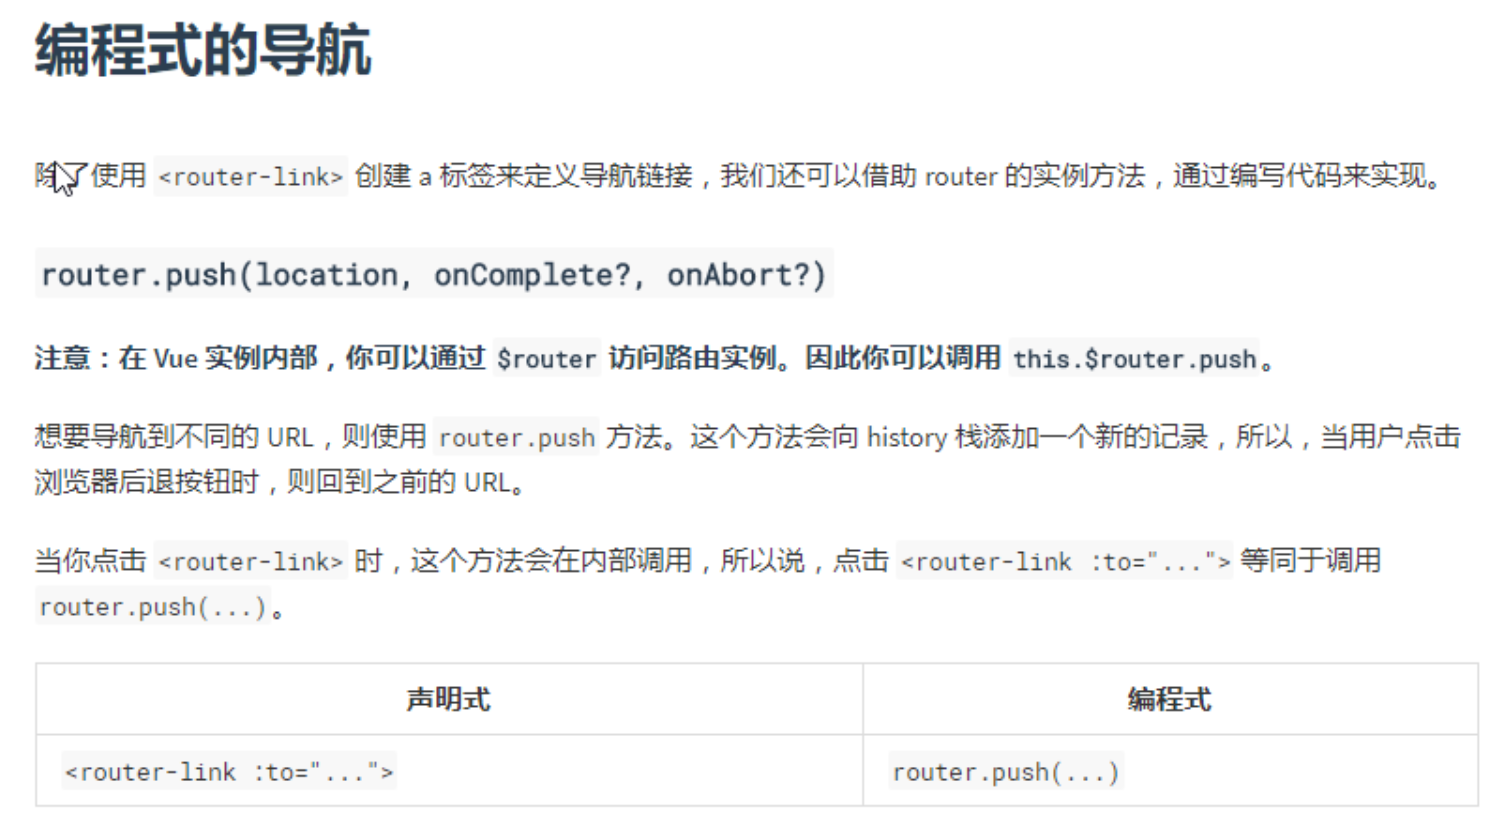 编程式的导航
除了使用 <router-link> 创建 a 标签来定义导航链接，我们还可以借助 router 的实例方法，通过编写代码来实现。
router.push(location, onComplete?, onAbort?)
注意：在 Vue 实例内部，你可以通过 $router 访问路由实例。因此你可以调用 this.$router.push。
想要导航到不同的 URL，则使用 router.push 方法。这个方法会向 history 栈添加一个新的记录，所以，当用户点击
浏览器后退按钮时，则回到之前的 URL。
当你点击 <router-link> 时，这个方法会在内部调用，所以说，点击 <router-link :to="..."> 等同于调用
router.push(...)。
声明式 编程式
<router-link :to="..."> router.push(...)